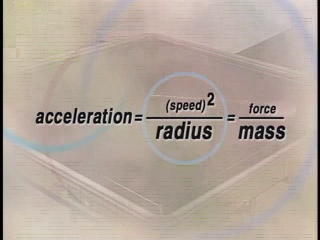 acceleration = (speed)2 / radius = force / mass